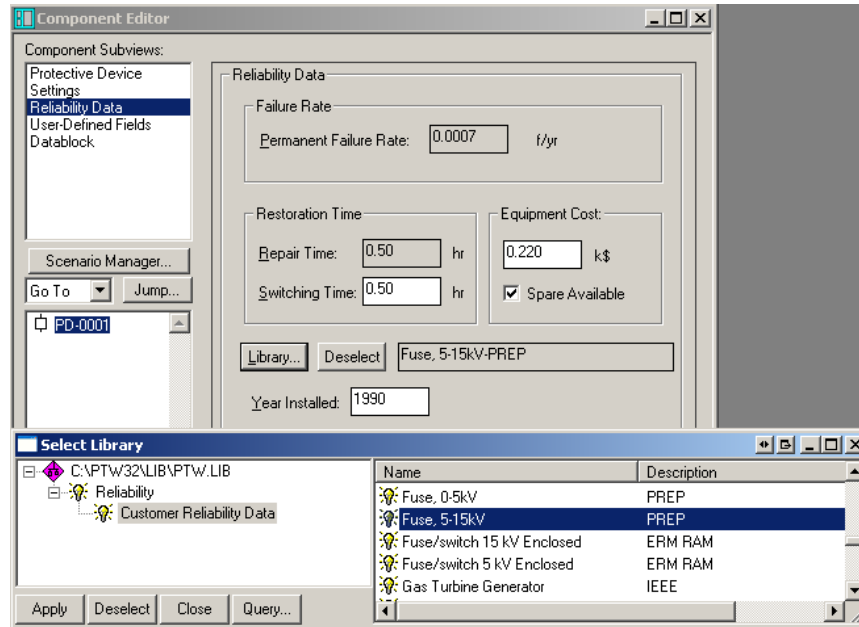 Component Editor
Component Subviews:
Protective Device
Settings
Reliability Data
User-Defined Fields
Datablock
Scenario Manager...
Go To
Jump...
PD-0001
Reliability Data
Failure Rate
Permanent Failure Rate: 0.0007 f/yr
Restoration Time
Repair Time: 0.50 hr
Switching Time: 0.50 hr
Equipment Cost:
0.220 k$
Spare Available
Library... Deselect Fuse, 5-15kV-PREP
Year Installed: 1990
Select Library
C:\PTW32\LIB\PTW.LIB
Reliability
Customer Reliability Data
Name Description
Fuse, 0-5kV PREP
Fuse, 5-15kV PREP
Fuse/switch 15 kV Enclosed ERM RAM
Fuse/switch 5 kV Enclosed ERM RAM
Gas Turbine Generator IEEE
Apply Deselect Close Query...